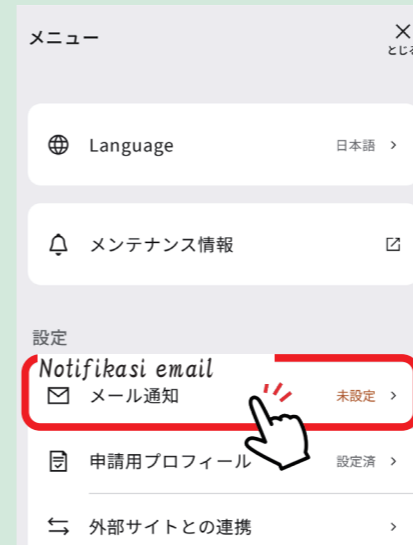 メニュー
とじる
Language 日本語
メンテナンス情報
設定
Notifikasi email
メール通知 未設定
申請用プロフィール 設定済
外部サイトとの連携